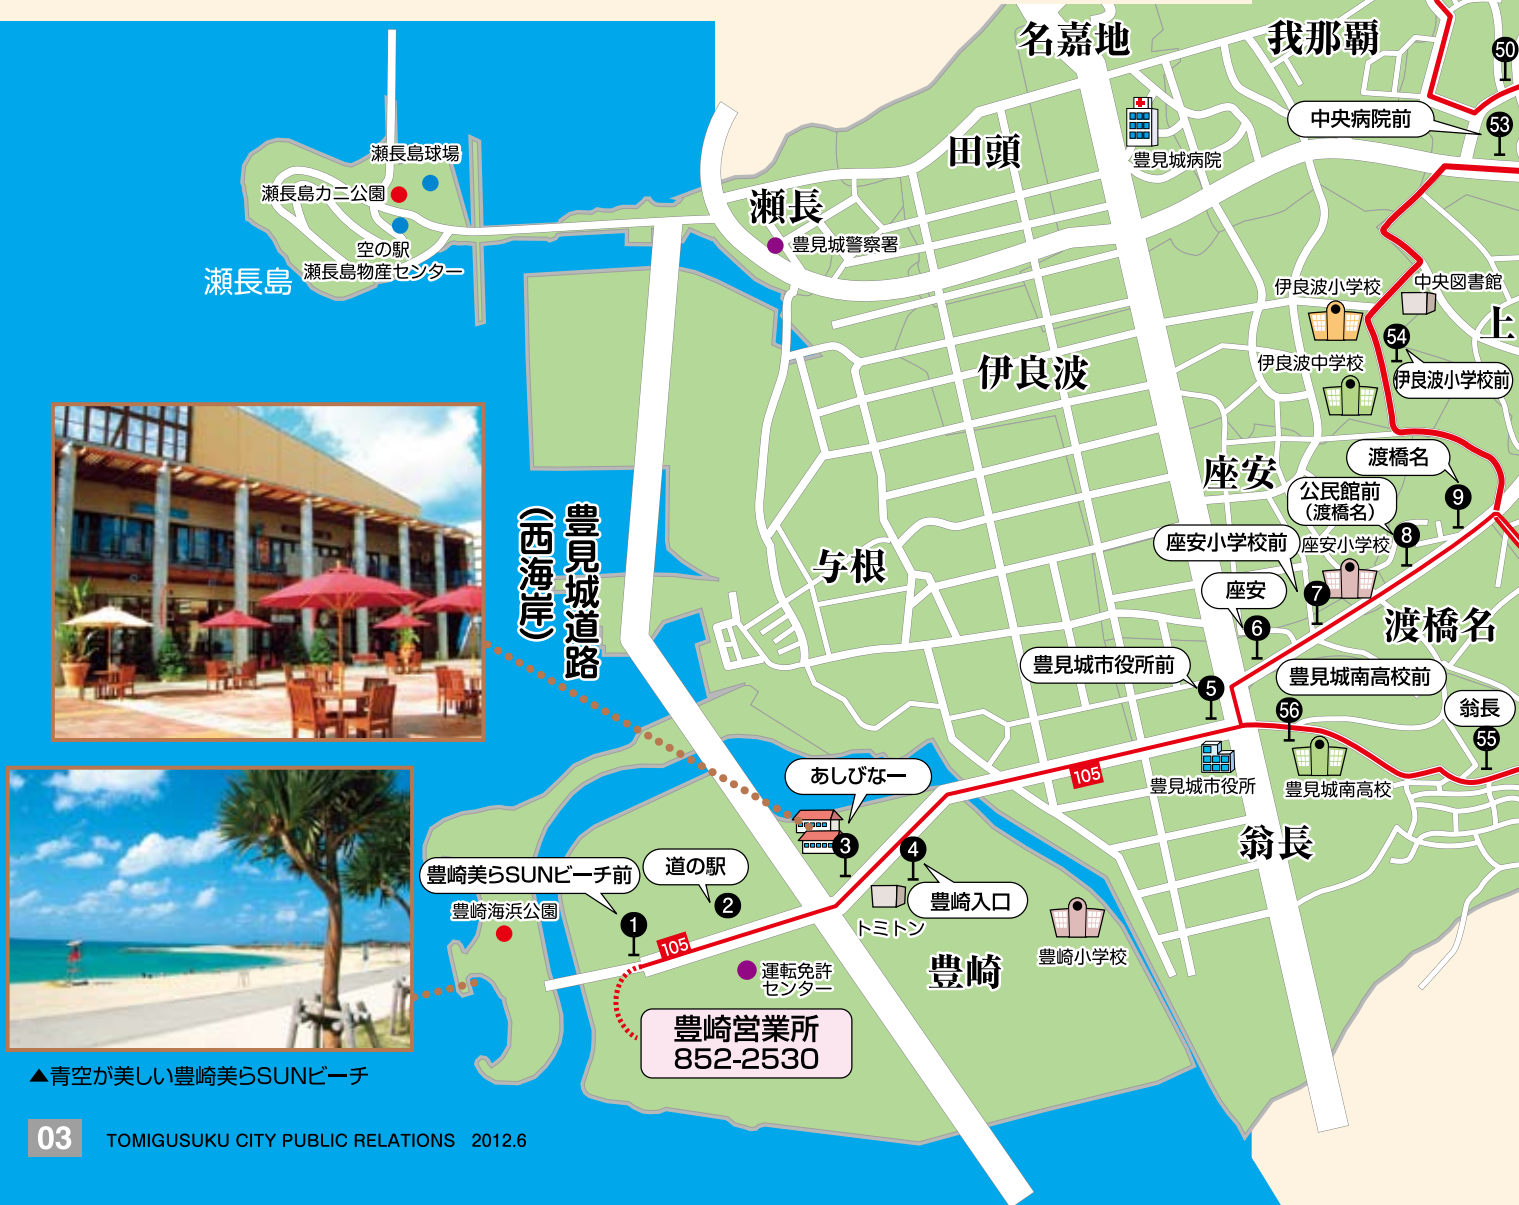 名嘉地
我那覇
50
中央病院前
53
瀬長島球場
瀬長島カニ公園
空の駅
瀬長島物産センター
瀬長島
豊見城病院
田頭
瀬長
豊見城警察署
伊良波小学校
中央図書館
上
54
伊良波小学校前
伊良波中学校
伊良波
座安
渡橋名
9
公民館前
（渡橋名）
8
座安小学校前
座安小学校
7
座安
6
渡橋名
与根
豊見城道路
（西海岸）
豊見城市役所前
5
豊見城南高校前
56
翁長
55
105
豊見城市役所
豊見城南高校
翁長
あしびなー
3
4
豊崎入口
トミトン
道の駅
2
豊崎美らSUNビーチ前
1
豊崎海浜公園
105
運転免許
センター
豊崎
豊崎小学校
豊崎営業所
852-2530
▲青空が美しい豊崎美らSUNビーチ
03 TOMIGUSUKU CITY PUBLIC RELATIONS 2012.6